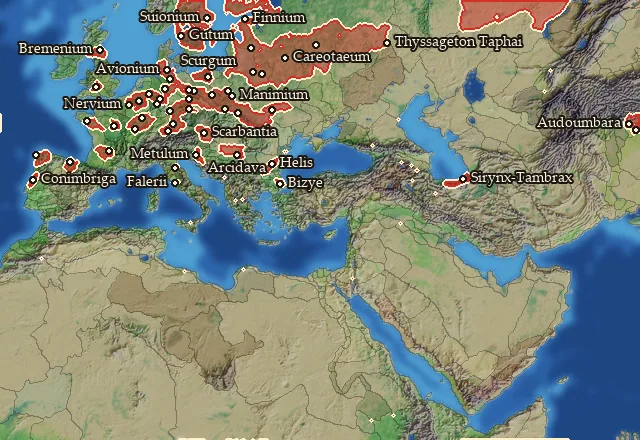 Suionium
Finnium
Gutum
Bremenium
Thyssageton Taphai
Scurgum
Careotaeum
Avionium
Nervium
Manimium
Audoumbara
Scarbantia
Metulum
Helis
Arcidava
Sirynx-Tambrax
Conimbriga
Falerii
Bizye